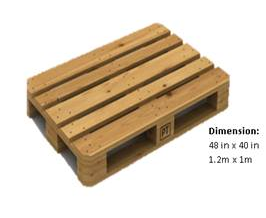 Dimension:
48 in x 40 in
1.2m x 1m